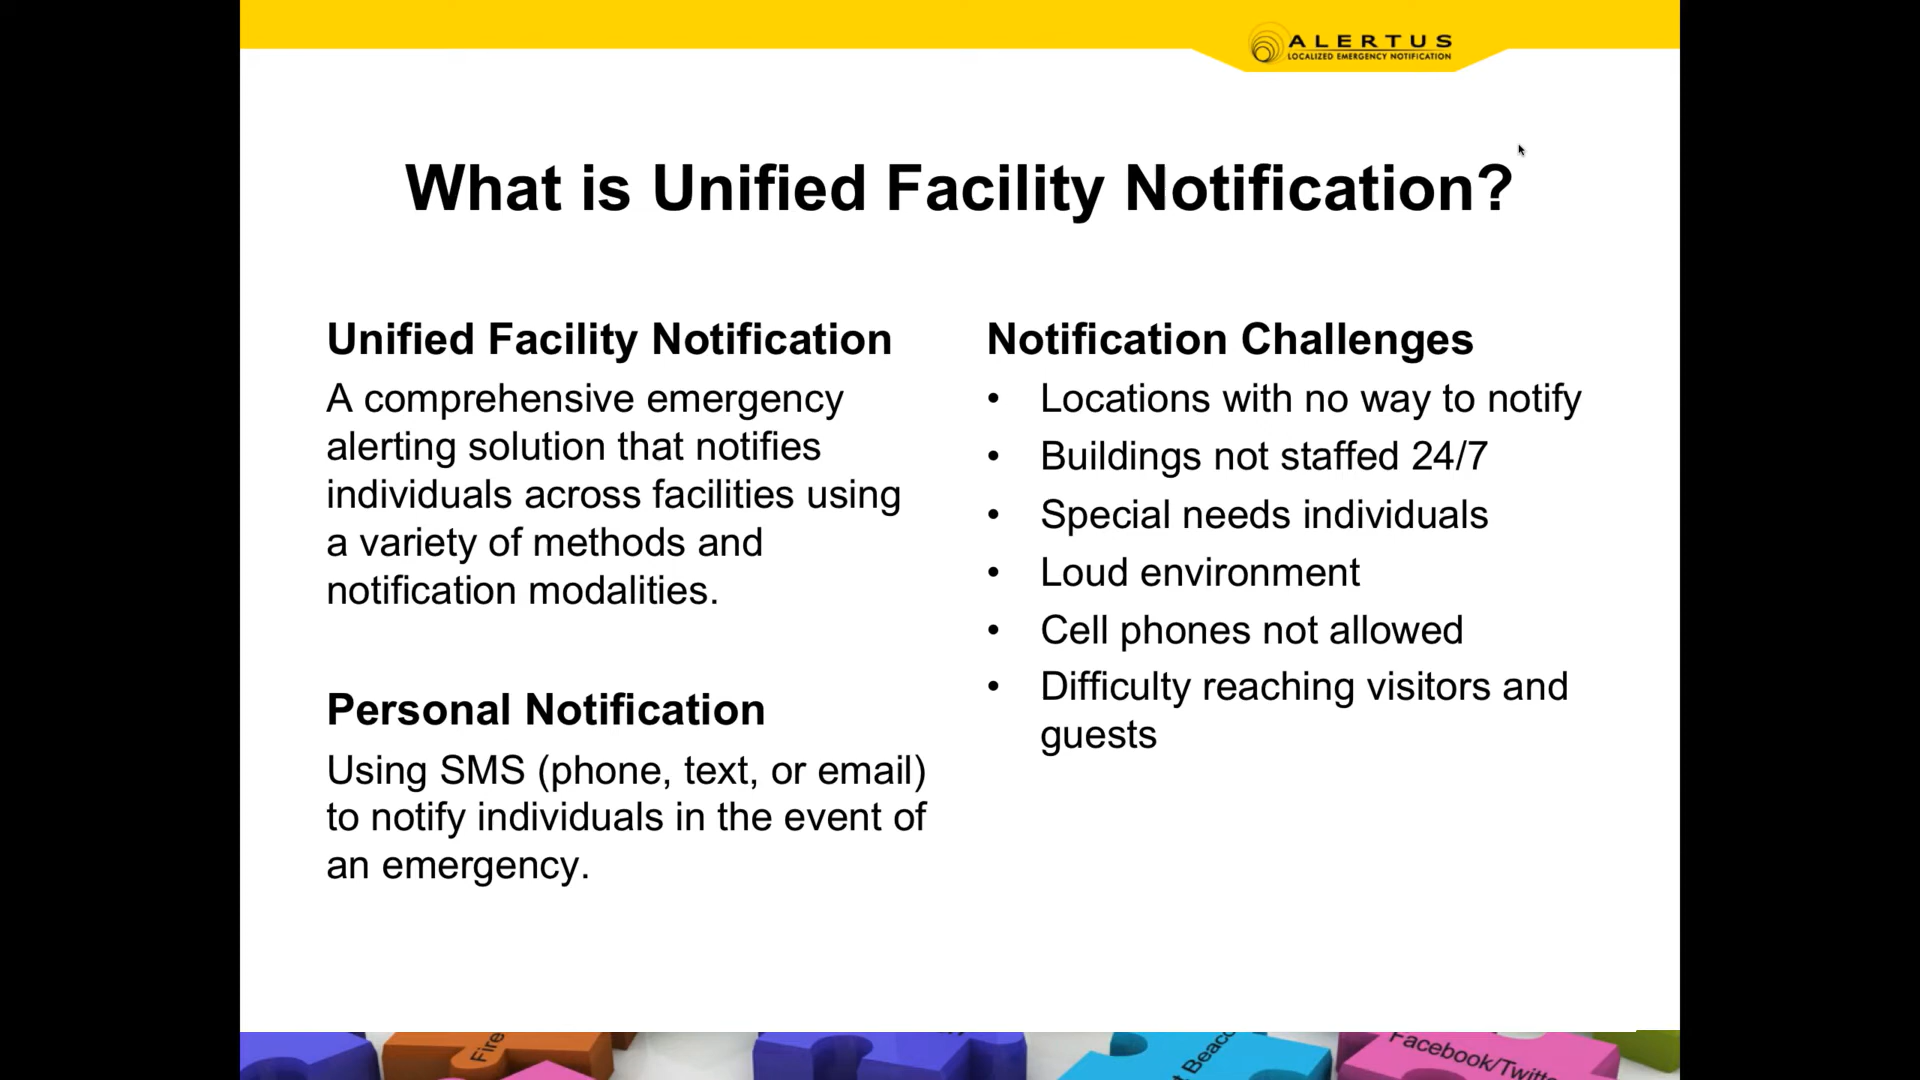 ALERTUS
LOCALIZED EMERGENCY NOTIFICATION
What is Unified Facility Notification?
Unified Facility Notification
A comprehensive emergency
alerting solution that notifies
individuals across facilities using
a variety of methods and
notification modalities.
Personal Notification
Using SMS (phone, text, or email)
to notify individuals in the event of
an emergency.
Notification Challenges
• Locations with no way to notify
• Buildings not staffed 24/7
• Special needs individuals
• Loud environment
• Cell phones not allowed
• Difficulty reaching visitors and
guests
Fire
Facebook/